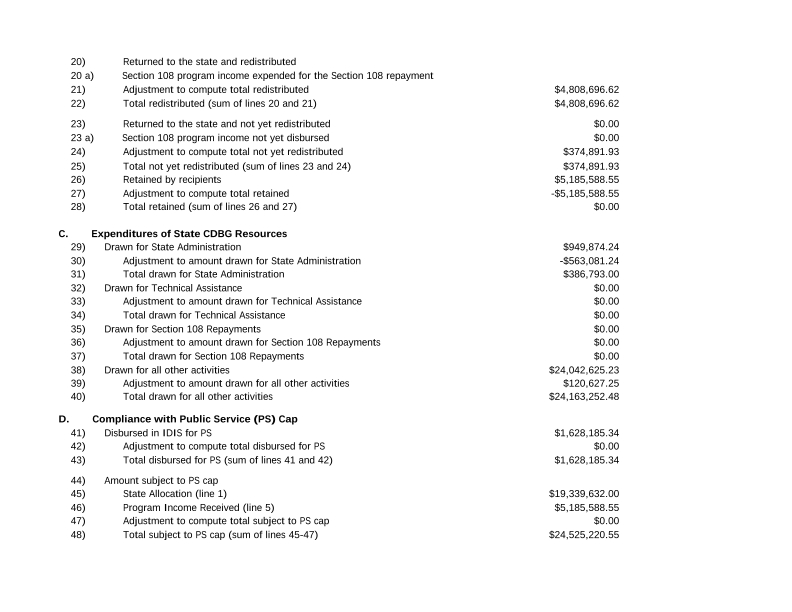 20) Returned to the state and redistributed
20 a) Section 108 program income expended for the Section 108 repayment
21) Adjustment to compute total redistributed $4,808,696.62
22) Total redistributed (sum of lines 20 and 21) $4,808,696.62
23) Returned to the state and not yet redistributed $0.00
23 a) Section 108 program income not yet disbursed $0.00
24) Adjustment to compute total not yet redistributed $374,891.93
25) Total not yet redistributed (sum of lines 23 and 24) $374,891.93
26) Retained by recipients $5,185,588.55
27) Adjustment to compute total retained -$5,185,588.55
28) Total retained (sum of lines 26 and 27) $0.00
C. Expenditures of State CDBG Resources
29) Drawn for State Administration $949,874.24
30) Adjustment to amount drawn for State Administration -$563,081.24
31) Total drawn for State Administration $386,793.00
32) Drawn for Technical Assistance $0.00
33) Adjustment to amount drawn for Technical Assistance $0.00
34) Total drawn for Technical Assistance $0.00
35) Drawn for Section 108 Repayments $0.00
36) Adjustment to amount drawn for Section 108 Repayments $0.00
37) Total drawn for Section 108 Repayments $0.00
38) Drawn for all other activities $24,042,625.23
39) Adjustment to amount drawn for all other activities $120,627.25
40) Total drawn for all other activities $24,163,252.48
D. Compliance with Public Service (PS) Cap
41) Disbursed in IDIS for PS $1,628,185.34
42) Adjustment to compute total disbursed for PS $0.00
43) Total disbursed for PS (sum of lines 41 and 42) $1,628,185.34
44) Amount subject to PS cap
45) State Allocation (line 1) $19,339,632.00
46) Program Income Received (line 5) $5,185,588.55
47) Adjustment to compute total subject to PS cap $0.00
48) Total subject to PS cap (sum of lines 45-47) $24,525,220.55